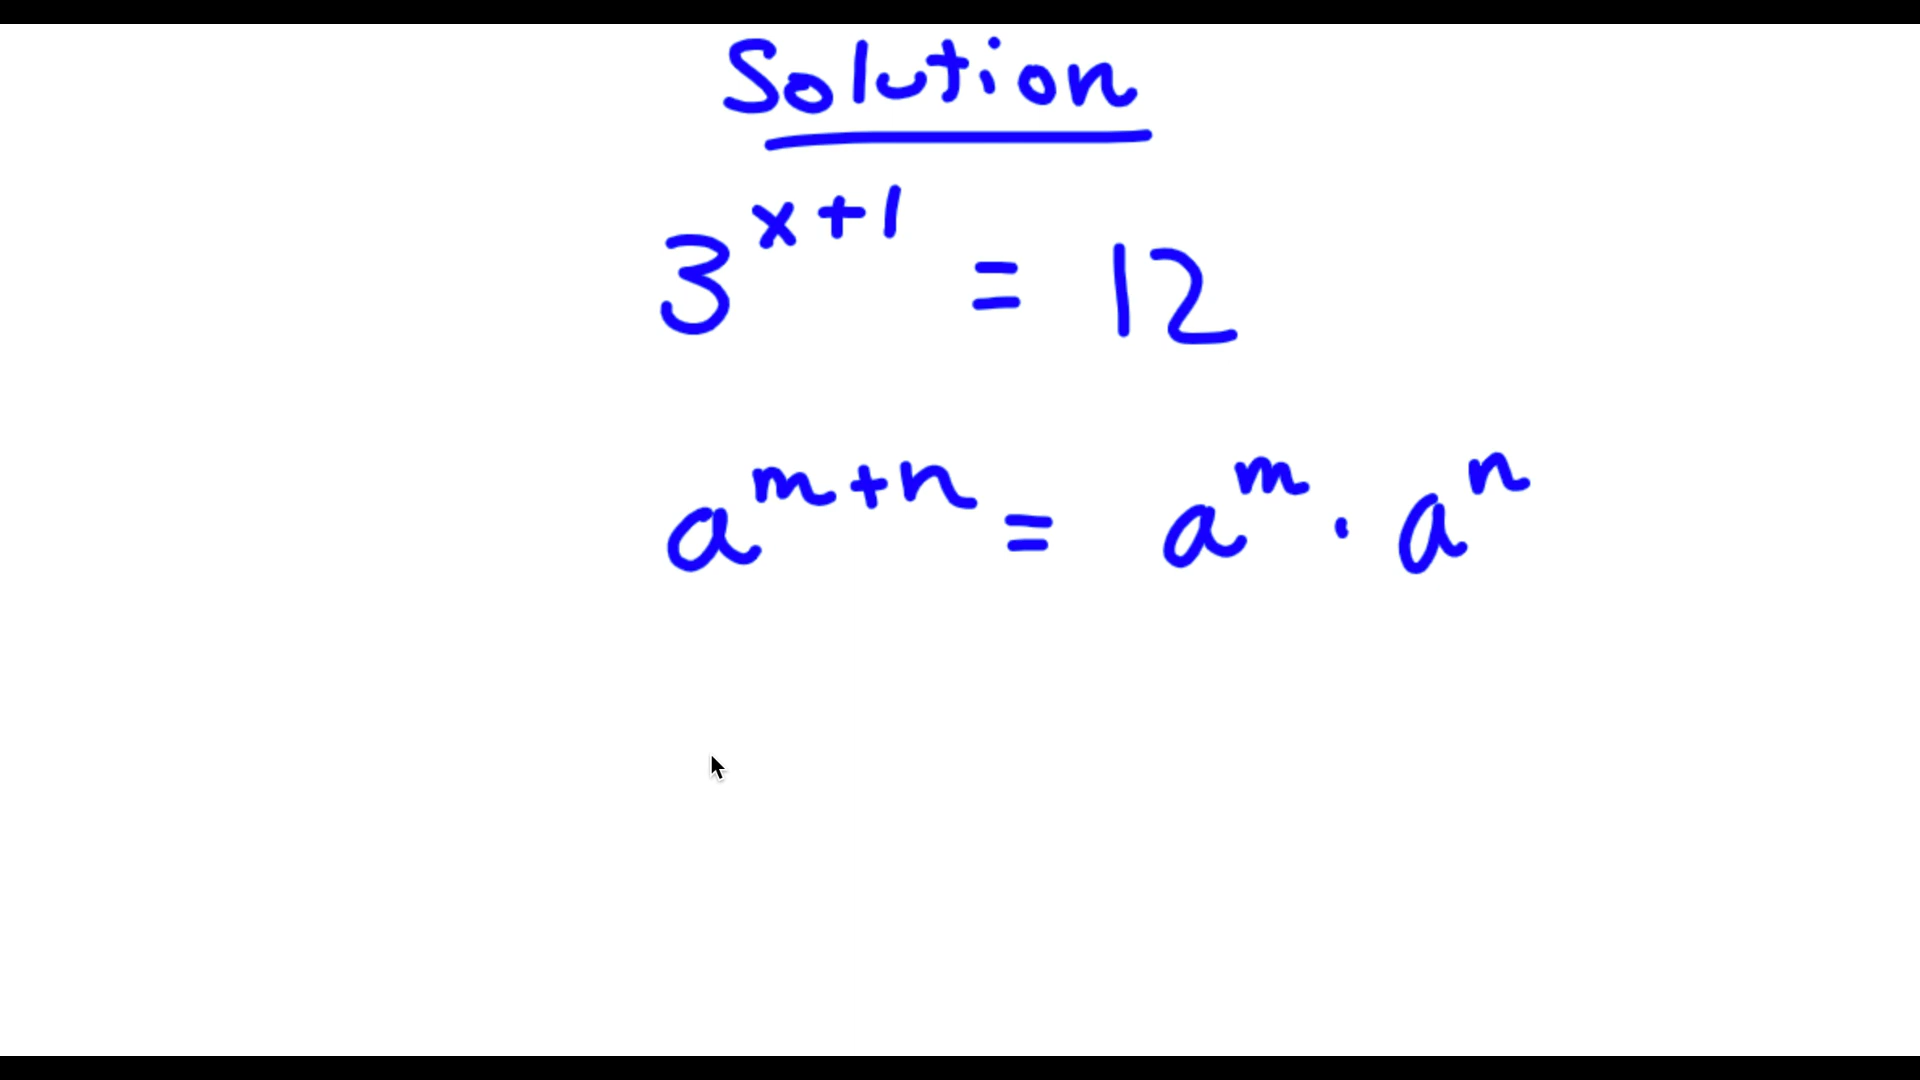 Solution
3^{x+1} = 12
a^{m+n} = a^m · a^n